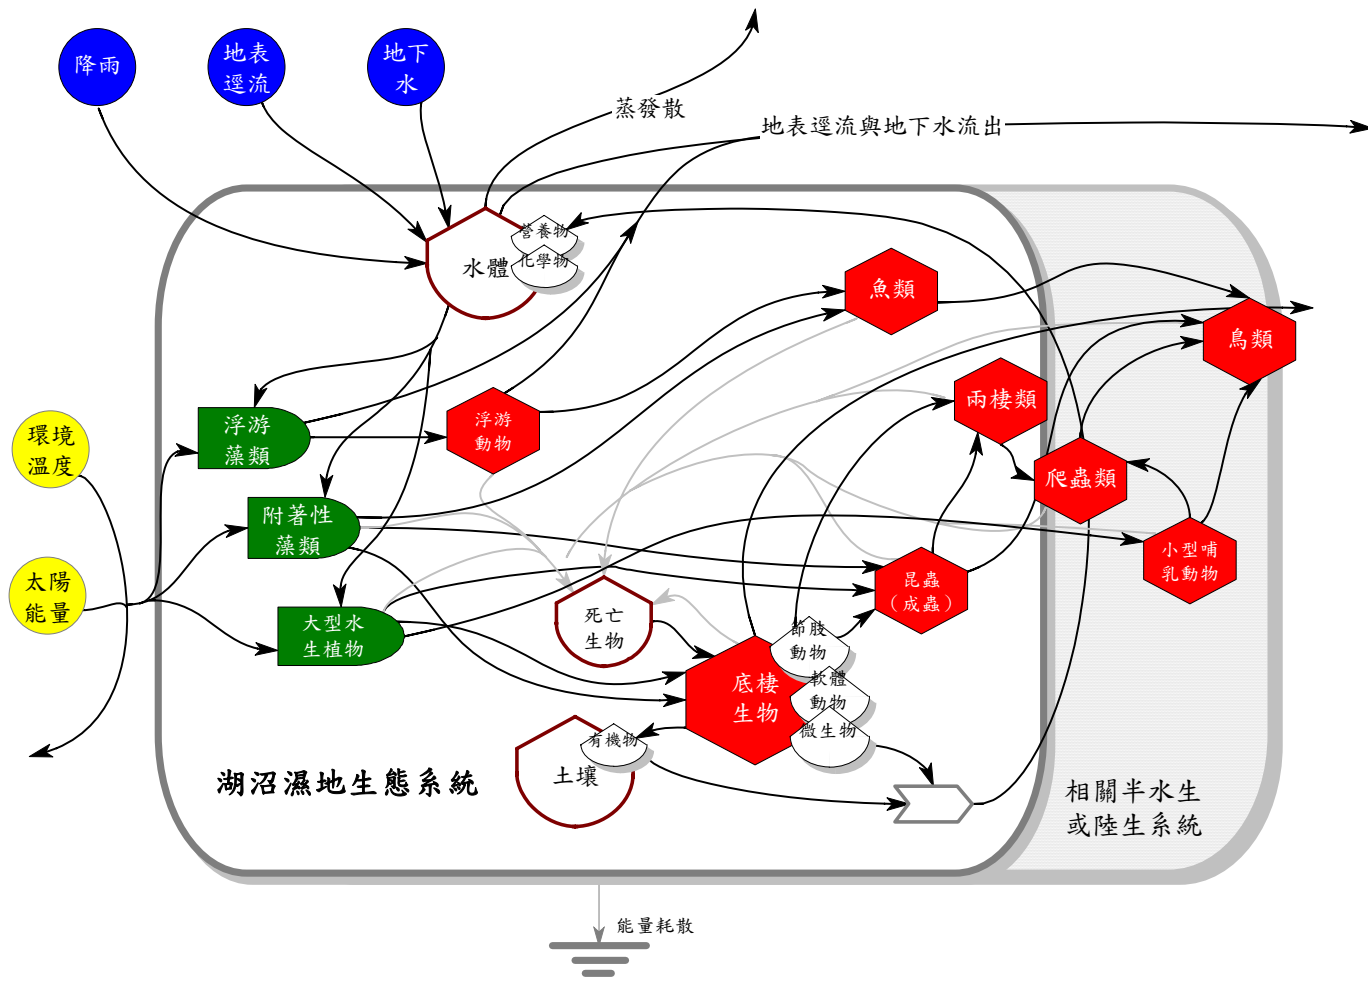 降雨
地表
逕流
地下
水
蒸發散
地表逕流與地下水流出
營養物
化學物
水體
魚類
鳥類
兩棲類
浮游
藻類
浮游
動物
環境
溫度
爬蟲類
附著性
藻類
小型哺
乳動物
太陽
能量
昆蟲
（成蟲）
大型水
生植物
死亡
生物
節肢
動物
底棲
生物
軟體
動物
微生物
有機物
土壤
湖沼濕地生態系統
相關半水生
或陸生系統
能量耗散